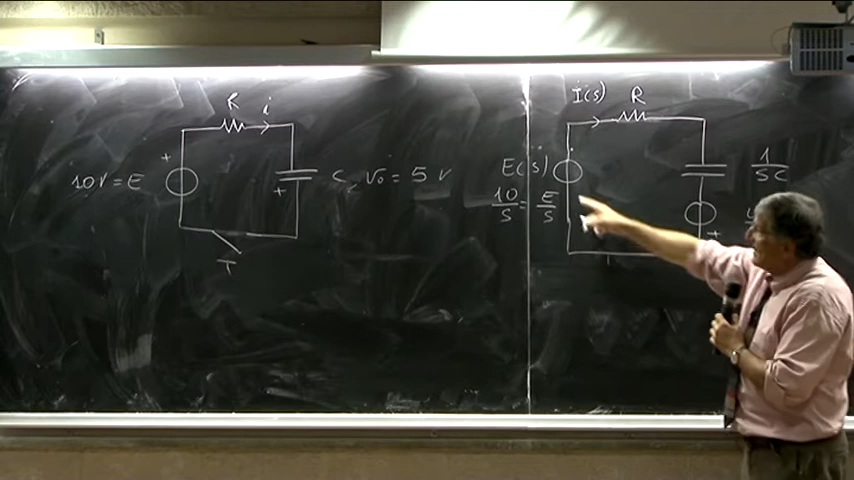 R i
+
10V = E
+
C, V₀ = 5 V
T
I(s) R
E(s)
10/S = E/S
1/SC
+